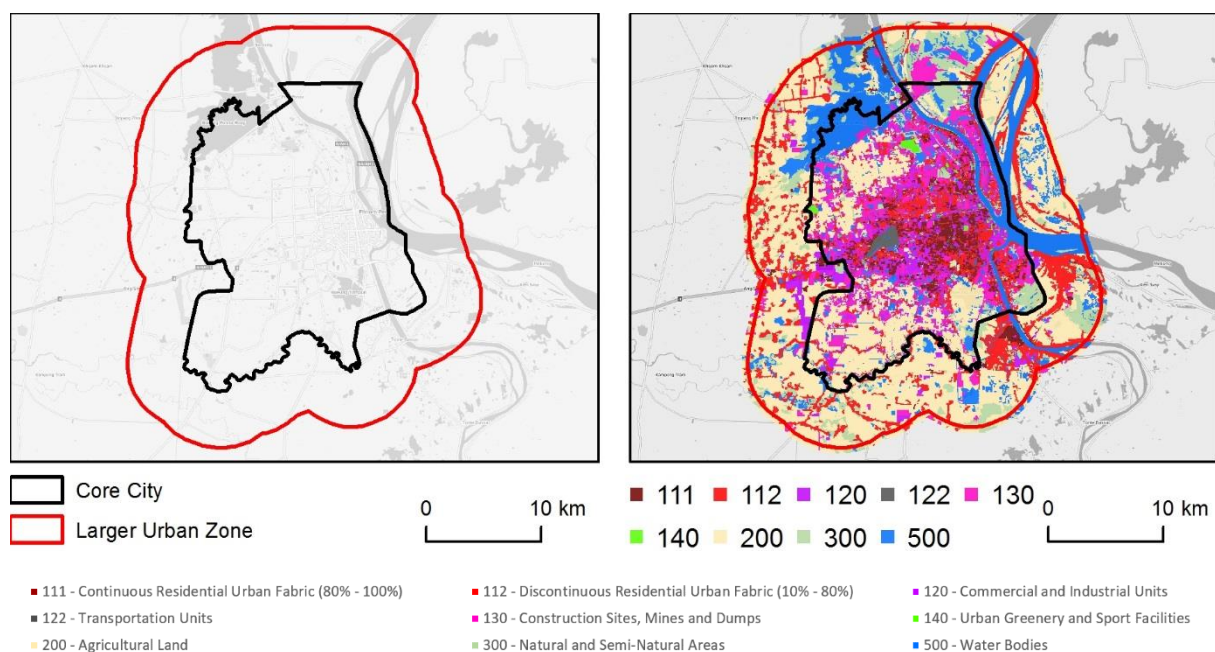 Core City
Larger Urban Zone
0 10 km
111 112 120 122 130
140 200 300 500
0 10 km
111 - Continuous Residential Urban Fabric (80% - 100%)
112 - Discontinuous Residential Urban Fabric (10% - 80%)
120 - Commercial and Industrial Units
122 - Transportation Units
130 - Construction Sites, Mines and Dumps
140 - Urban Greenery and Sport Facilities
200 - Agricultural Land
300 - Natural and Semi-Natural Areas
500 - Water Bodies